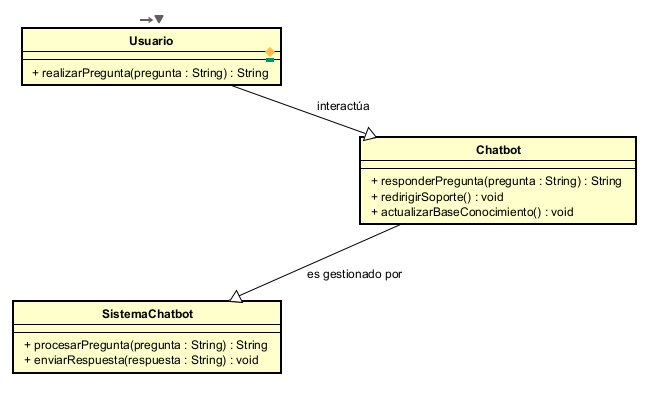 Usuario
+ realizarPregunta(pregunta : String) : String
interactúa
Chatbot
+ responderPregunta(pregunta : String) : String
+ redirigirSoporte() : void
+ actualizarBaseConocimiento() : void
es gestionado por
SistemaChatbot
+ procesarPregunta(pregunta : String) : String
+ enviarRespuesta(respuesta : String) : void